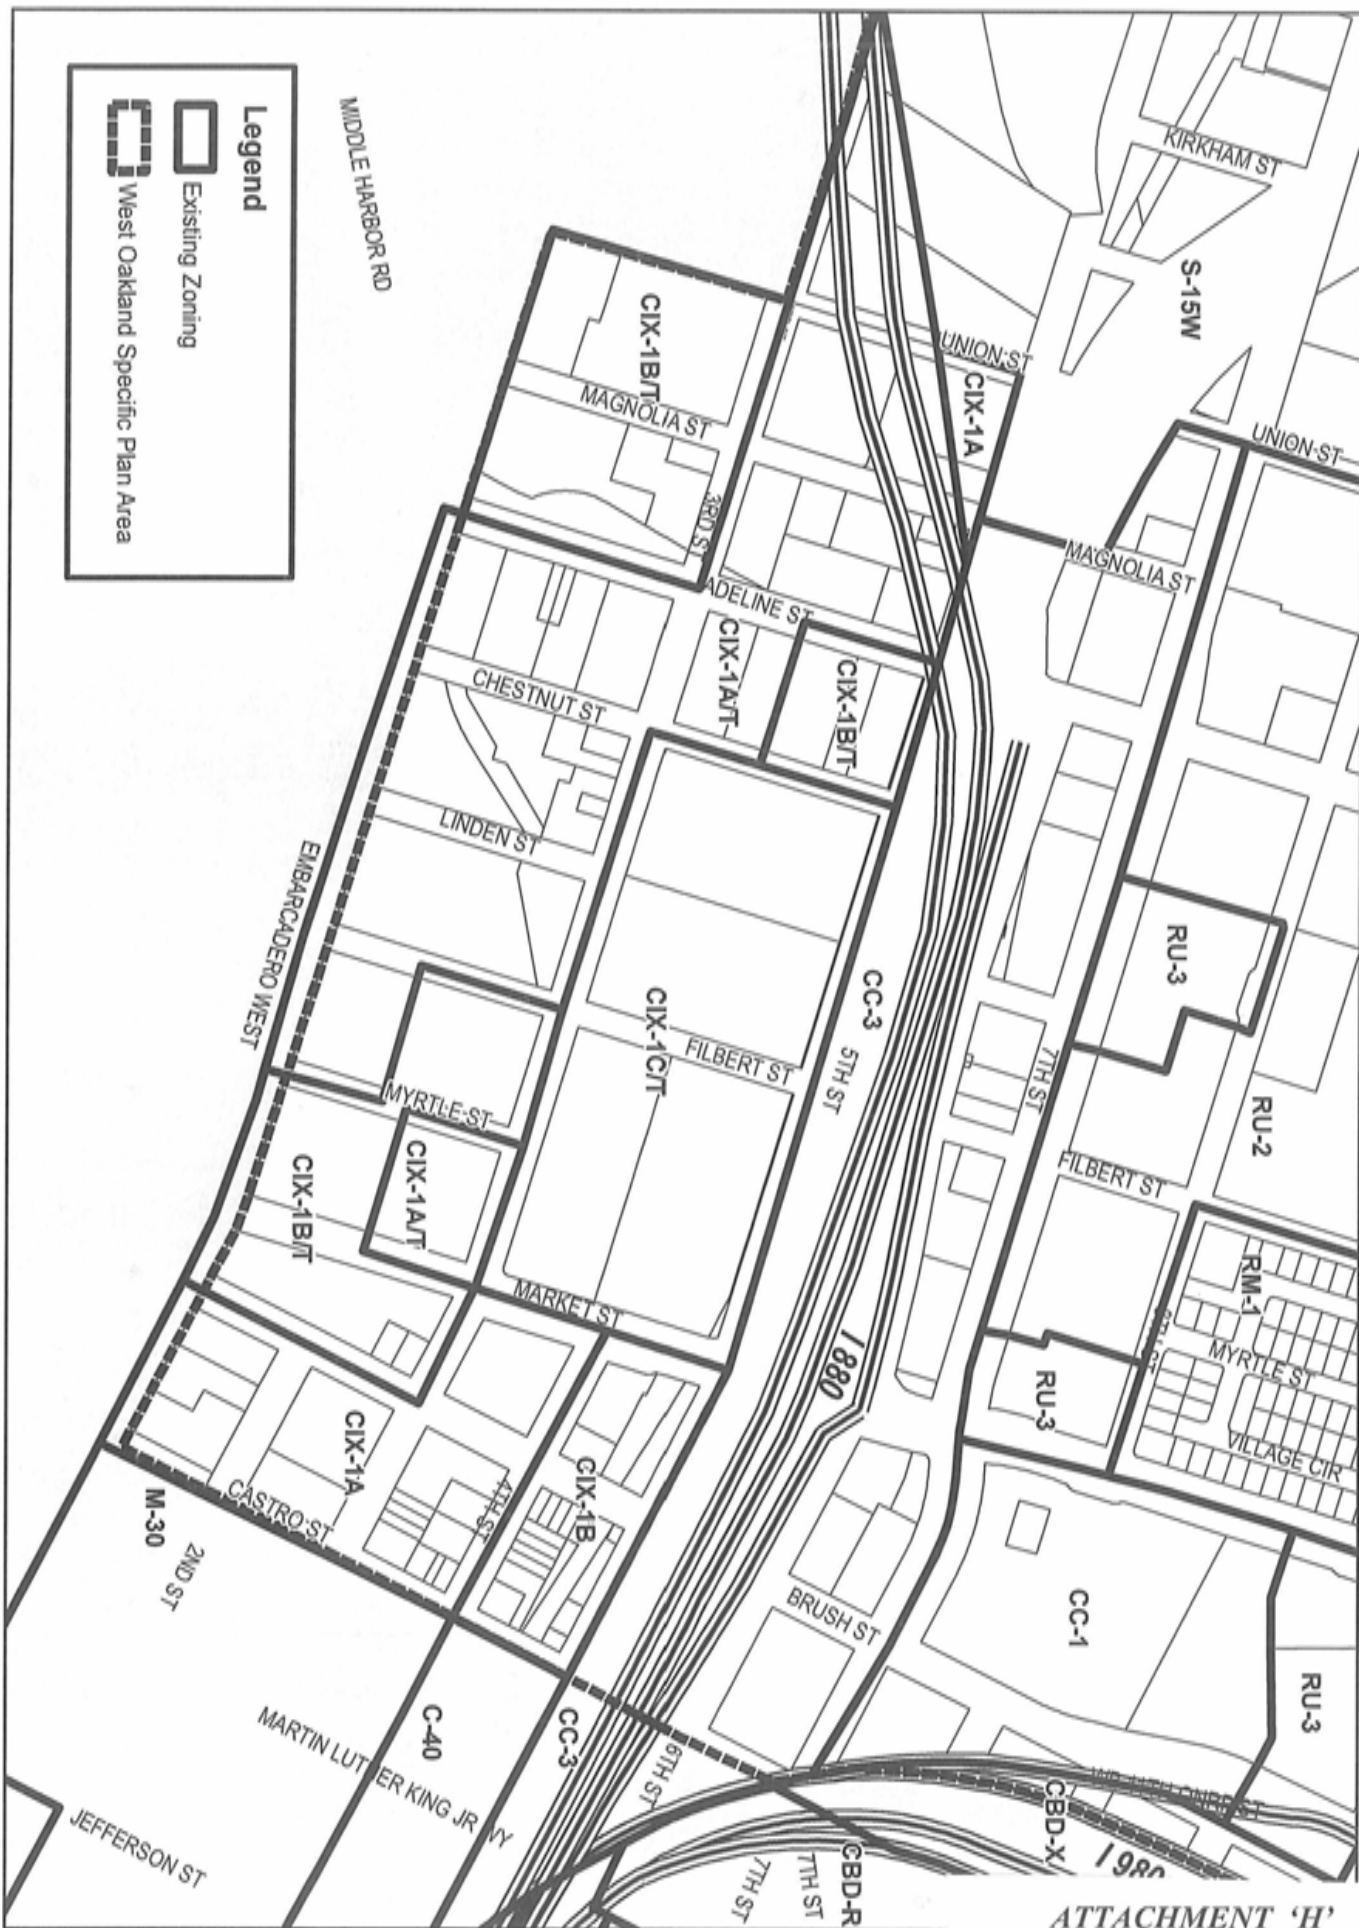 Legend
Existing Zoning
West Oakland Specific Plan Area
MIDDLE HARBOR RD
KIRKHAM ST
S-15W
UNION ST
CIX-1A
UNION ST
CIX-1B/T
MAGNOLIA ST
3RD ST
MAGNOLIA ST
ADELINE ST
CIX-1A/T
CIX-1B/T
CHESTNUT ST
LINDEN ST
EMBARCADERO WEST
CC-3
5TH ST
CIX-1C/T
FILBERT ST
7TH ST
RU-3
RU-2
FILBERT ST
MYRTLE ST
CIX-1A/T
CIX-1B/T
MARKET ST
RM-1
MYRTLE ST
VILLAGE CIR
RU-3
I 880
CIX-1A
4TH ST
CIX-1B
CASTRO ST
M-30
2ND ST
BRUSH ST
CC-1
RU-3
C-40
CC-3
6TH ST
MARTIN LUTHER KING JR WY
JEFFERSON ST
CBD-X
I 980
CBD-R
7TH ST
7TH ST
ATTACHMENT 'H'